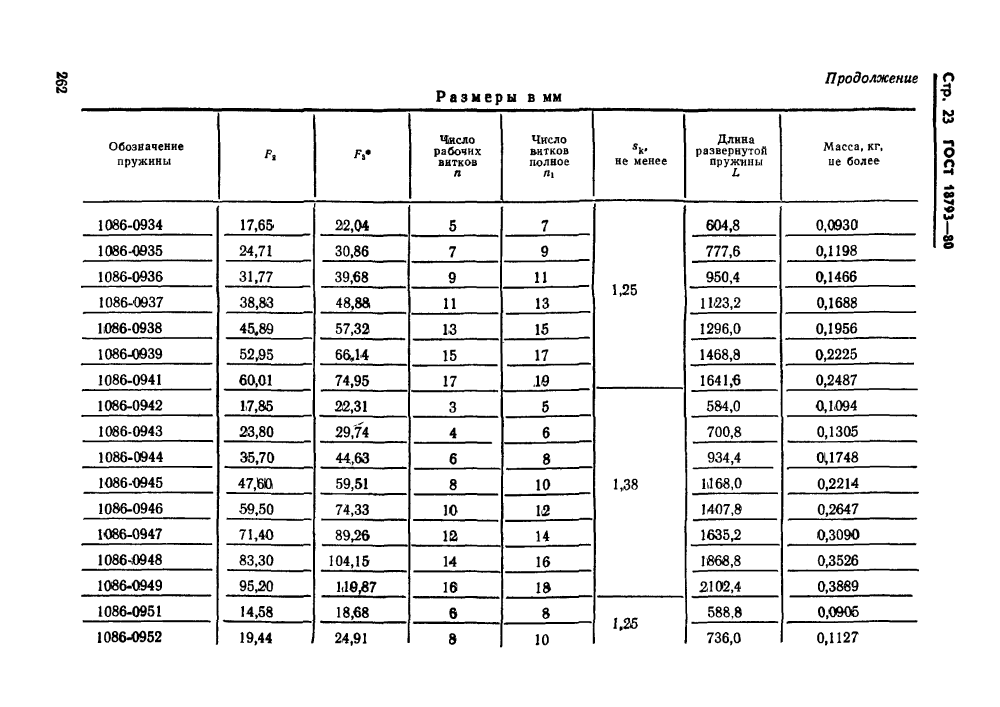 262
Стр. 23 ГОСТ 18793—80
Продолжение
Размеры в мм
Обозначение пружины | F₂ | F₃* | Число рабочих витков n | Число витков полное n₁ | sₖ, не менее | Длина развернутой пружины L | Масса, кг, не более
1086-0934 | 17,65 | 22,04 | 5 | 7 | 1,25 | 604,8 | 0,0930
1086-0935 | 24,71 | 30,86 | 7 | 9 | 777,6 | 0,1198
1086-0936 | 31,77 | 39,68 | 9 | 11 | 950,4 | 0,1466
1086-0937 | 38,83 | 48,88 | 11 | 13 | 1123,2 | 0,1688
1086-0938 | 45,89 | 57,32 | 13 | 15 | 1296,0 | 0,1956
1086-0939 | 52,95 | 66,14 | 15 | 17 | 1468,8 | 0,2225
1086-0941 | 60,01 | 74,95 | 17 | 19 | 1641,6 | 0,2487
1086-0942 | 17,85 | 22,31 | 3 | 5 | 1,38 | 584,0 | 0,1094
1086-0943 | 23,80 | 29,74 | 4 | 6 | 700,8 | 0,1305
1086-0944 | 35,70 | 44,63 | 6 | 8 | 934,4 | 0,1748
1086-0945 | 47,60 | 59,51 | 8 | 10 | 1168,0 | 0,2214
1086-0946 | 59,50 | 74,33 | 10 | 12 | 1407,8 | 0,2647
1086-0947 | 71,40 | 89,26 | 12 | 14 | 1635,2 | 0,3090
1086-0948 | 83,30 | 104,15 | 14 | 16 | 1868,8 | 0,3526
1086-0949 | 95,20 | 16 | 18 | 2102,4 | 0,3889
1086-0951 | 14,58 | 18,68 | 6 | 8 | 1,25 | 588,8 | 0,0905
1086-0952 | 19,44 | 24,91 | 8 | 10 | 736,0 | 0,1127